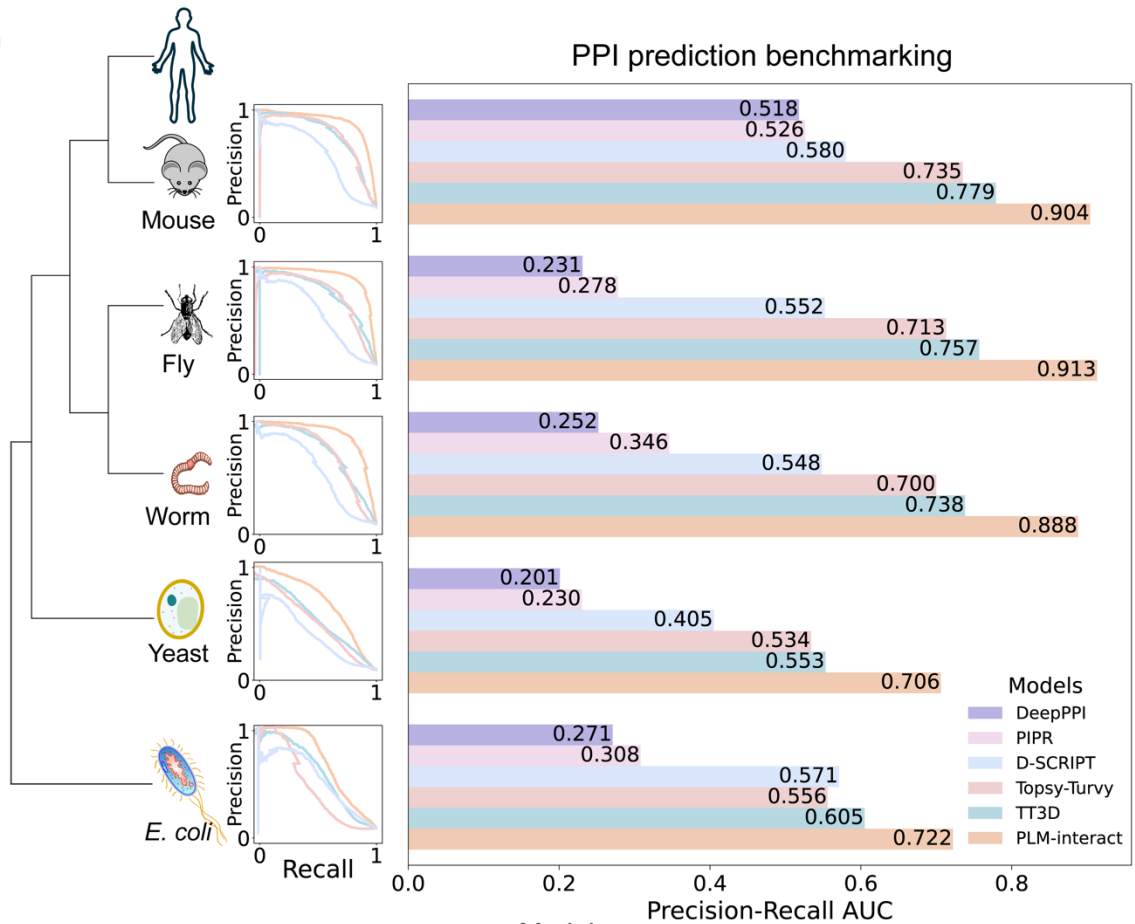 PPI prediction benchmarking
Mouse
Precision
1
0
0
1
0.518
0.526
0.580
0.735
0.779
0.904
Fly
Precision
1
0
0
1
0.231
0.278
0.552
0.713
0.757
0.913
Worm
Precision
1
0
0
1
0.252
0.346
0.548
0.700
0.738
0.888
Yeast
Precision
1
0
0
1
0.201
0.230
0.405
0.534
0.553
0.706
E. coli
Precision
1
0
0
1
Recall
0.271
0.308
0.571
0.556
0.605
0.722
Models
DeepPPI
PIPR
D-SCRIPT
Topsy-Turvy
TT3D
PLM-interact
0.0
0.2
0.4
0.6
0.8
Precision-Recall AUC